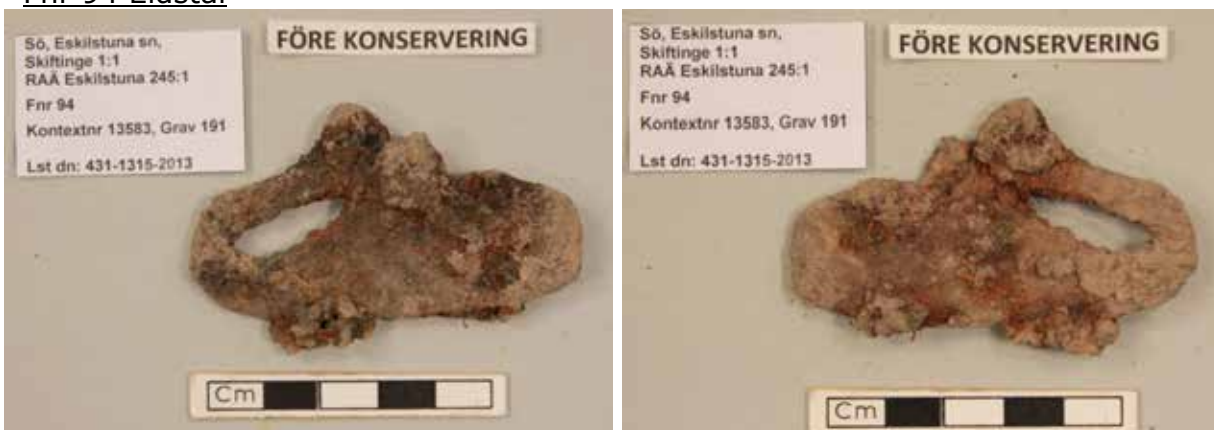 Fnr 94 Eldstål
Sö, Eskilstuna sn,
Skiftinge 1:1
RAÄ Eskilstuna 245:1
Fnr 94
Kontextnr 13583, Grav 191
Lst dn: 431-1315-2013
FÖRE KONSERVERING
Cm
Sö, Eskilstuna sn,
Skiftinge 1:1
RAÄ Eskilstuna 245:1
Fnr 94
Kontextnr 13583, Grav 191
Lst dn: 431-1315-2013
FÖRE KONSERVERING
Cm